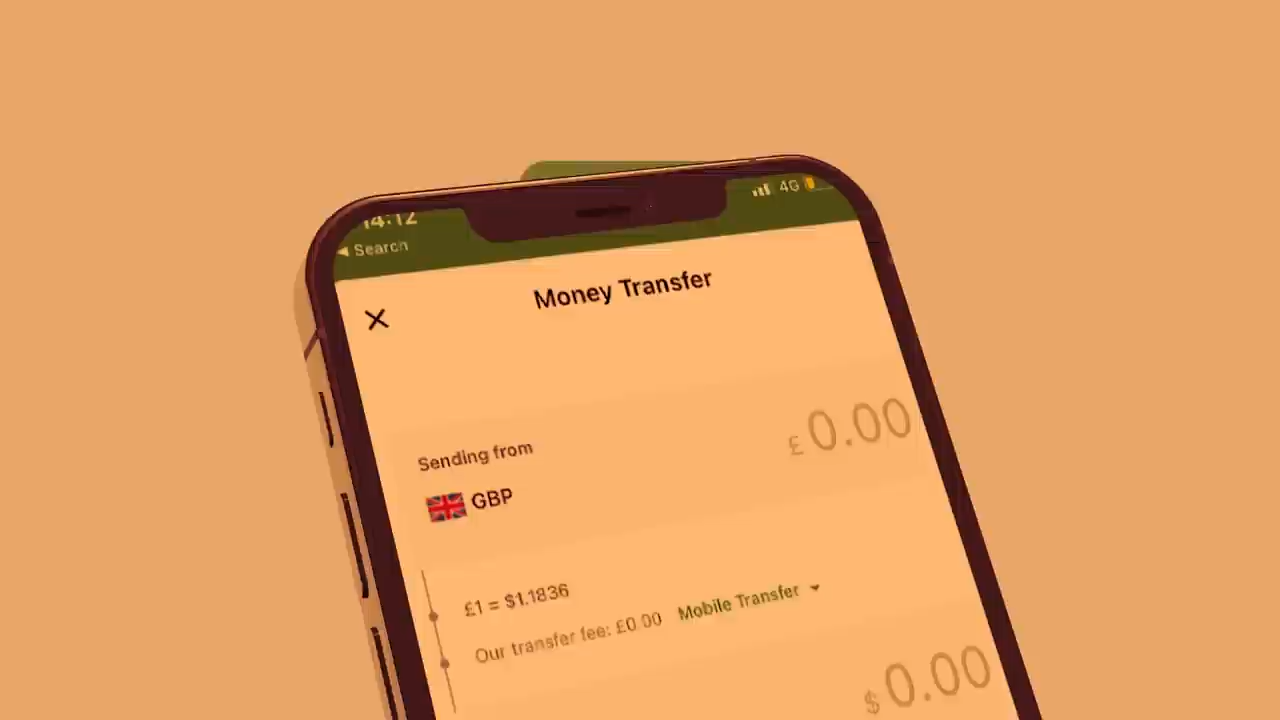 14:12
4G
Search
Money Transfer
Sending from
£ 0.00
GBP
£1 = $1.1836
Our transfer fee: £0.00 Mobile Transfer
$ 0.00